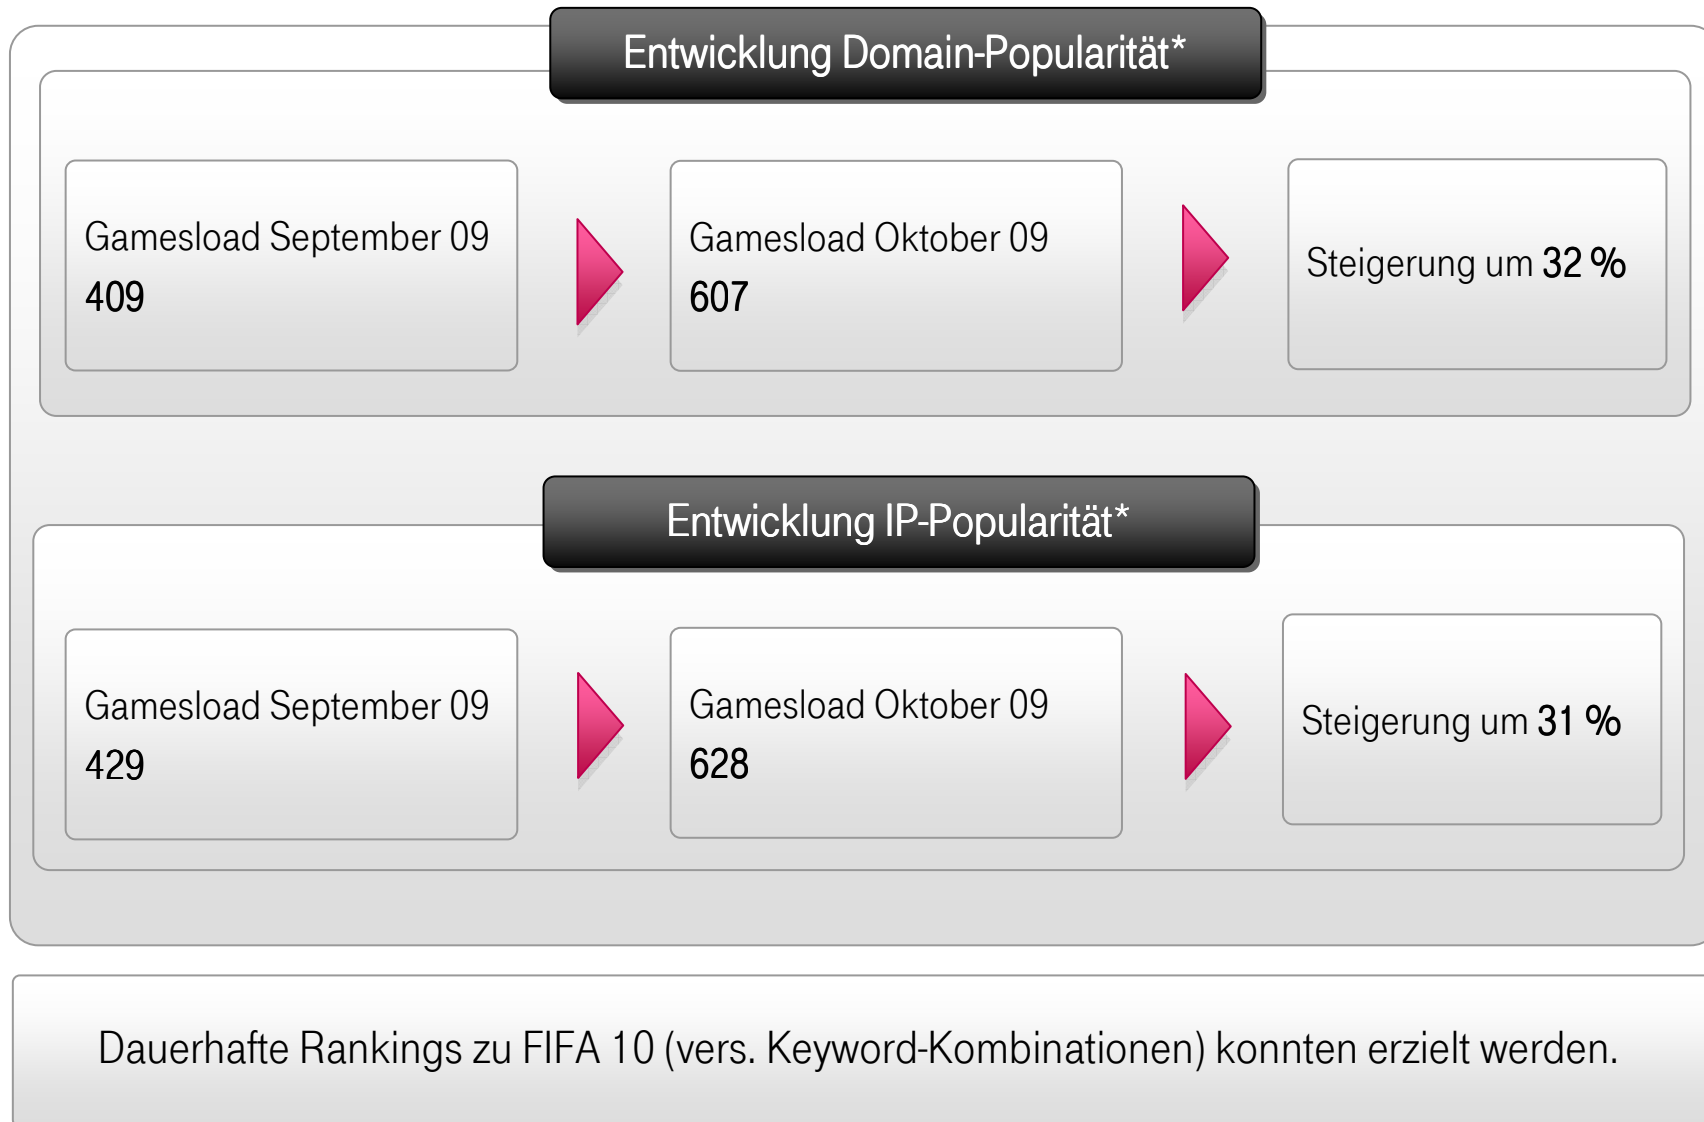 Entwicklung Domain-Popularität*
Gamesload September 09
409
Gamesload Oktober 09
607
Steigerung um 32 %
Entwicklung IP-Popularität*
Gamesload September 09
429
Gamesload Oktober 09
628
Steigerung um 31 %
Dauerhafte Rankings zu FIFA 10 (vers. Keyword-Kombinationen) konnten erzielt werden.